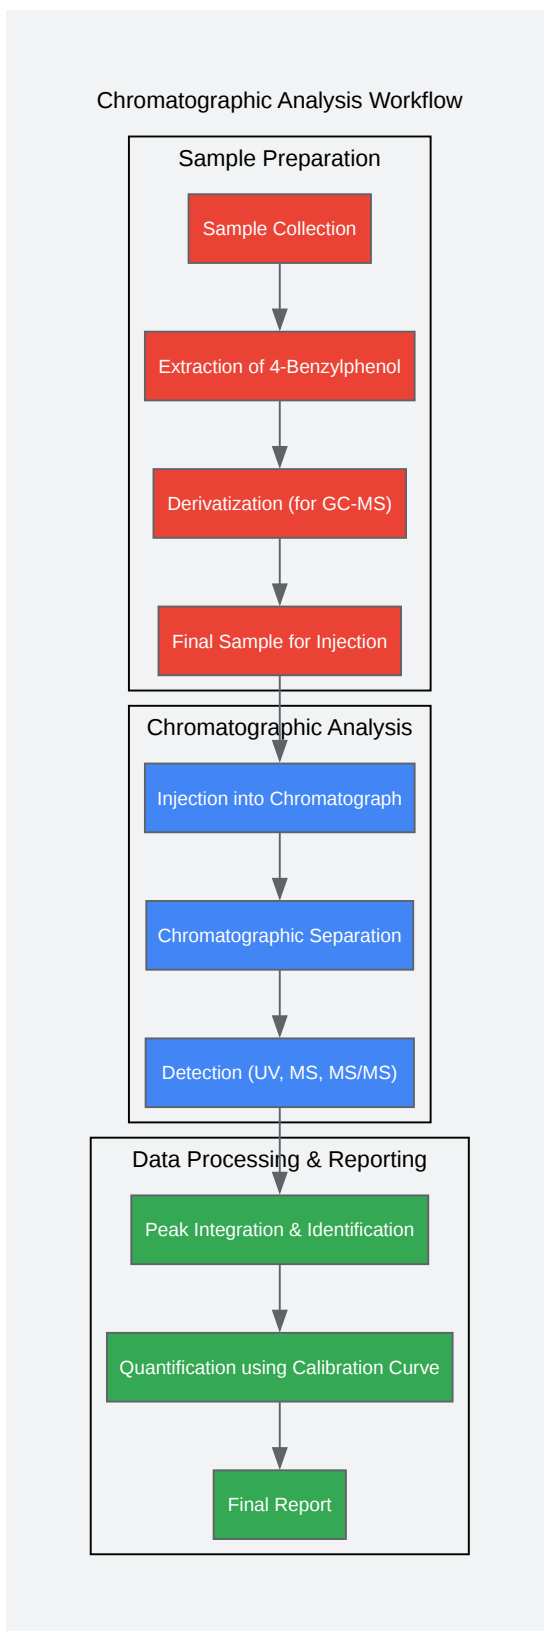 Chromatographic Analysis Workflow
Sample Preparation
Sample Collection
Extraction of 4-Benzylphenol
Derivatization (for GC-MS)
Final Sample for Injection
Chromatographic Analysis
Injection into Chromatograph
Chromatographic Separation
Detection (UV, MS, MS/MS)
Data Processing & Reporting
Peak Integration & Identification
Quantification using Calibration Curve
Final Report